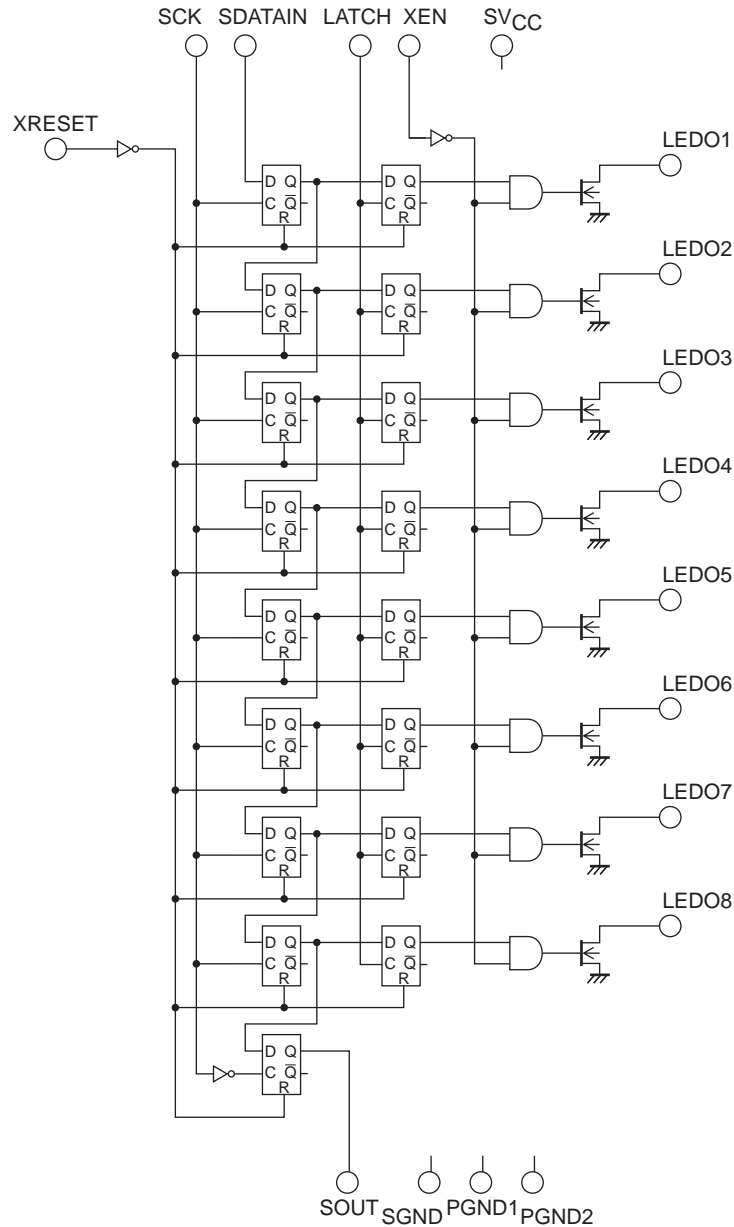 SCK SDATAIN LATCH XEN SVCC
XRESET
LEDO1
D Q D Q
C Q̅ C Q̅
R R
LEDO2
D Q D Q
C Q̅ C Q̅
R R
LEDO3
D Q D Q
C Q̅ C Q̅
R R
LEDO4
D Q D Q
C Q̅ C Q̅
R R
LEDO5
D Q D Q
C Q̅ C Q̅
R R
LEDO6
D Q D Q
C Q̅ C Q̅
R R
LEDO7
D Q D Q
C Q̅ C Q̅
R R
LEDO8
D Q D Q
C Q̅ C Q̅
R R
D Q
C Q̅
R
SOUT SGND PGND1 PGND2